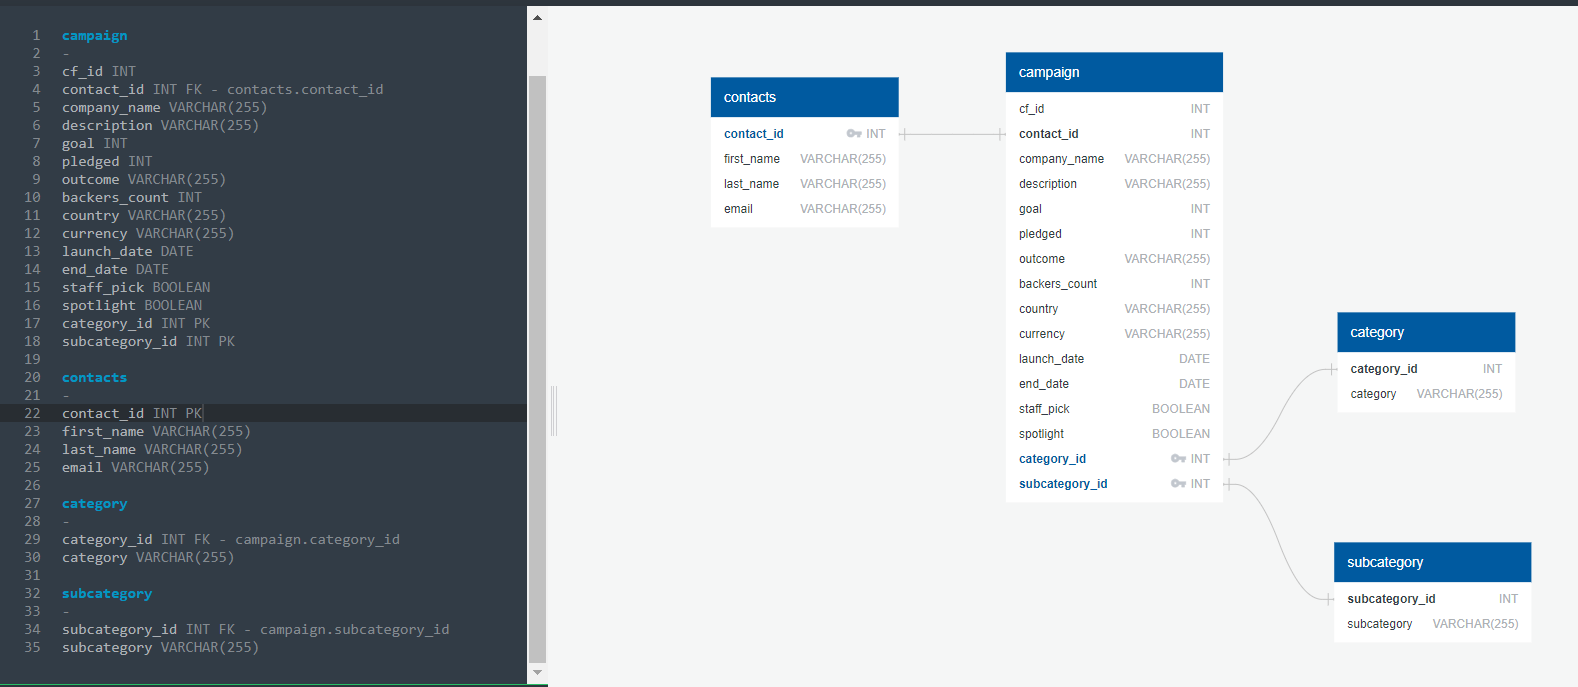 1 campaign
2 -
3 cf_id INT
4 contact_id INT FK - contacts.contact_id
5 company_name VARCHAR(255)
6 description VARCHAR(255)
7 goal INT
8 pledged INT
9 outcome VARCHAR(255)
10 backers_count INT
11 country VARCHAR(255)
12 currency VARCHAR(255)
13 launch_date DATE
14 end_date DATE
15 staff_pick BOOLEAN
16 spotlight BOOLEAN
17 category_id INT PK
18 subcategory_id INT PK
19
20 contacts
21 -
22 contact_id INT PK
23 first_name VARCHAR(255)
24 last_name VARCHAR(255)
25 email VARCHAR(255)
26
27 category
28 -
29 category_id INT FK - campaign.category_id
30 category VARCHAR(255)
31
32 subcategory
33 -
34 subcategory_id INT FK - campaign.subcategory_id
35 subcategory VARCHAR(255)
contacts
contact_id INT
first_name VARCHAR(255)
last_name VARCHAR(255)
email VARCHAR(255)
campaign
cf_id INT
contact_id INT
company_name VARCHAR(255)
description VARCHAR(255)
goal INT
pledged INT
outcome VARCHAR(255)
backers_count INT
country VARCHAR(255)
currency VARCHAR(255)
launch_date DATE
end_date DATE
staff_pick BOOLEAN
spotlight BOOLEAN
category_id INT
subcategory_id INT
category
category_id INT
category VARCHAR(255)
subcategory
subcategory_id INT
subcategory VARCHAR(255)